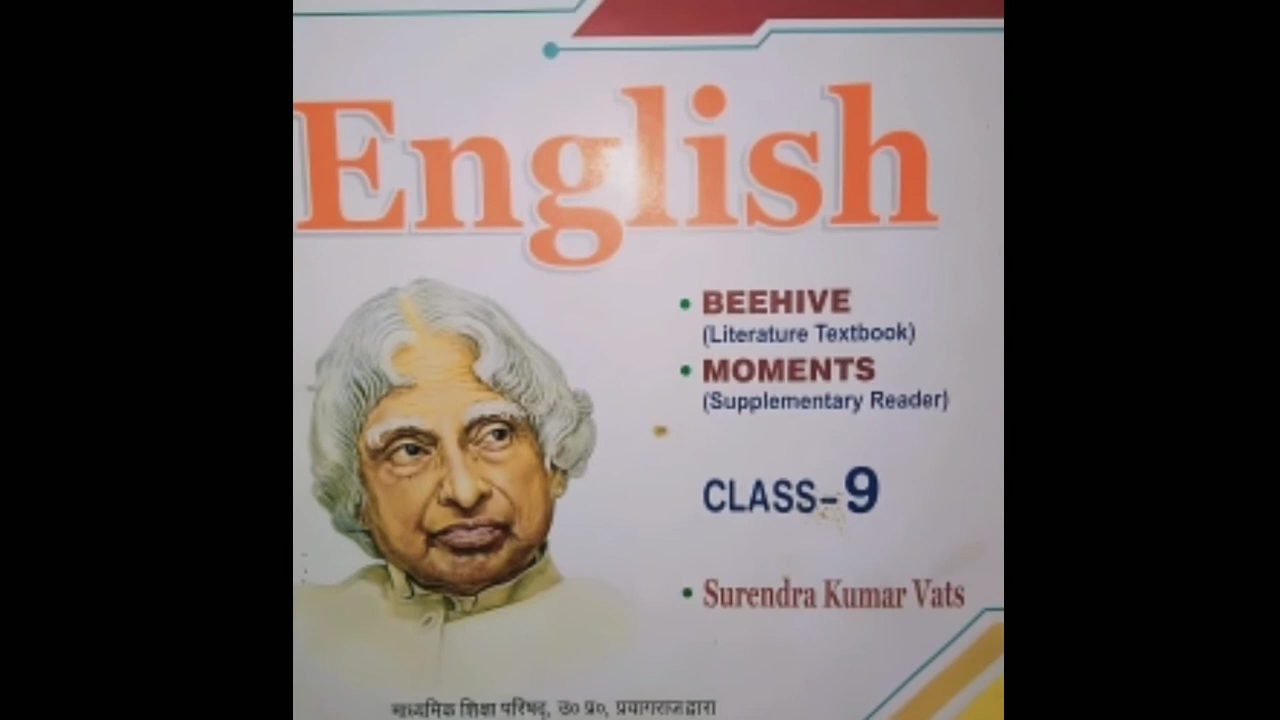 English
• BEEHIVE
(Literature Textbook)
• MOMENTS
(Supplementary Reader)
CLASS-9
• Surendra Kumar Vats
माध्यमिक शिक्षा परिषद्, उ० प्र०, प्रयागराज द्वारा